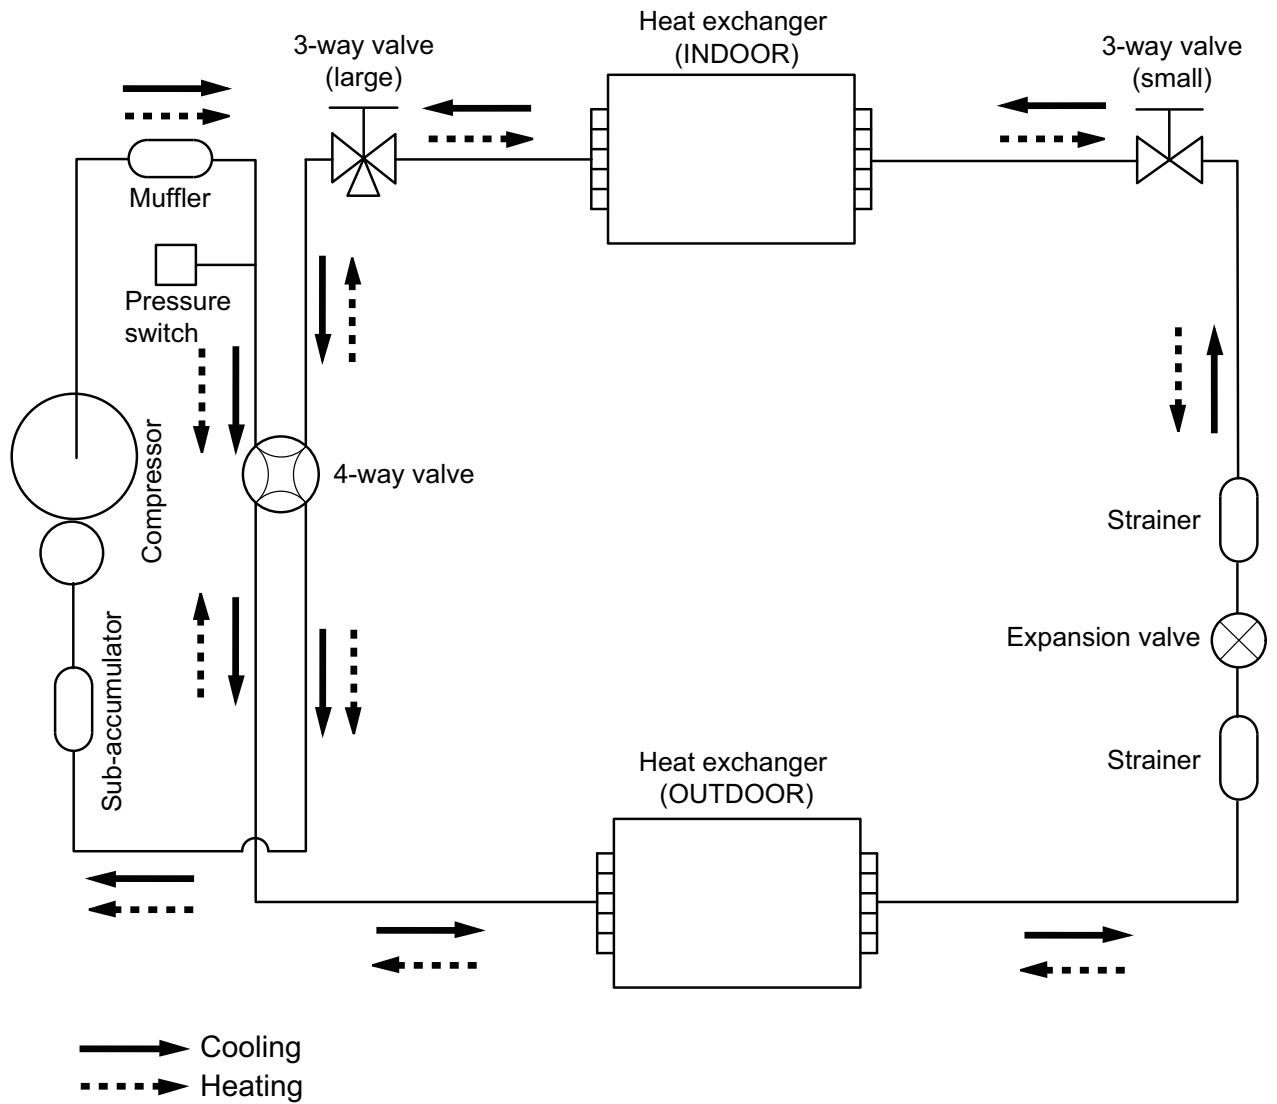 Heat exchanger
(INDOOR)
3-way valve
(large)
3-way valve
(small)
Muffler
Pressure
switch
Compressor
4-way valve
Strainer
Expansion valve
Sub-accumulator
Strainer
Heat exchanger
(OUTDOOR)
Cooling
Heating